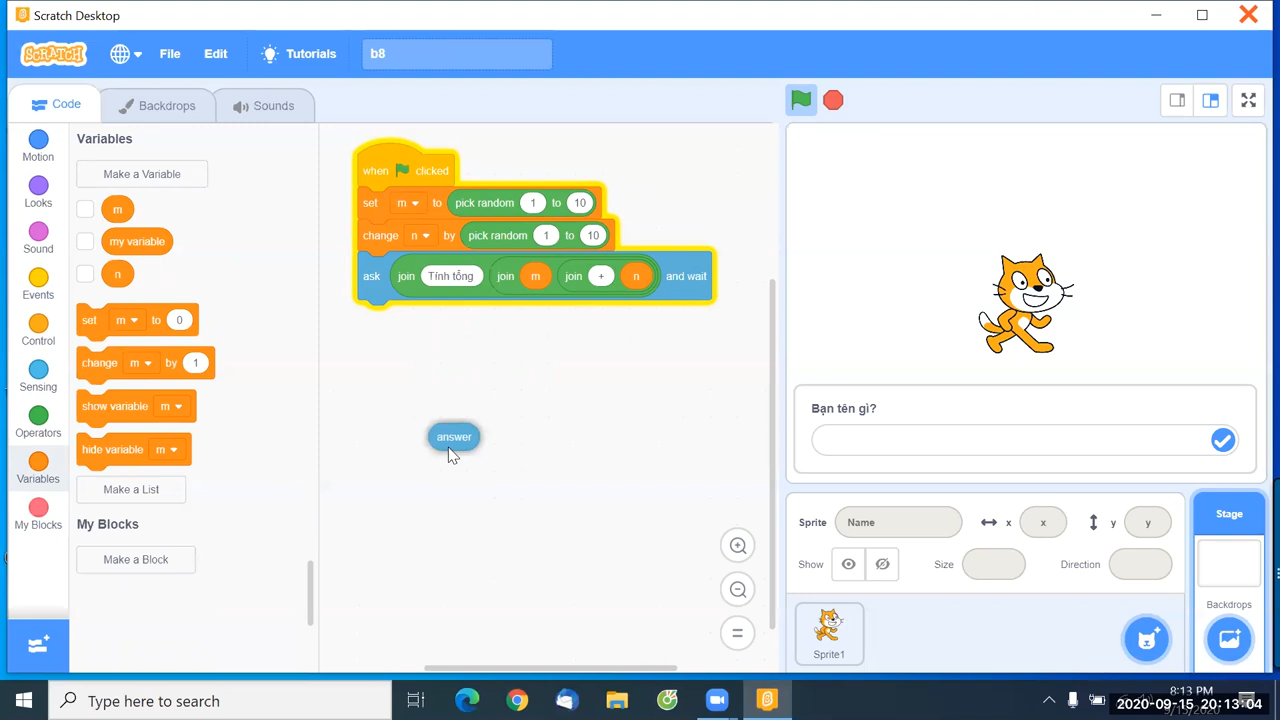 Scratch Desktop
SCRATCH
File
Edit
Tutorials
b8
Code
Backdrops
Sounds
Motion
Looks
Sound
Events
Control
Sensing
Operators
Variables
My Blocks
Variables
Make a Variable
m
my variable
n
set m to 0
change m by 1
show variable m
hide variable m
Make a List
My Blocks
Make a Block
when clicked
set m to pick random 1 to 10
change n by pick random 1 to 10
ask join Tính tổng join m join + n and wait
answer
Bạn tên gì?
Sprite Name x x y y
Show Size Direction
Sprite1
Stage
Backdrops
Type here to search
8:13 PM
2020-09-15 20:13:04